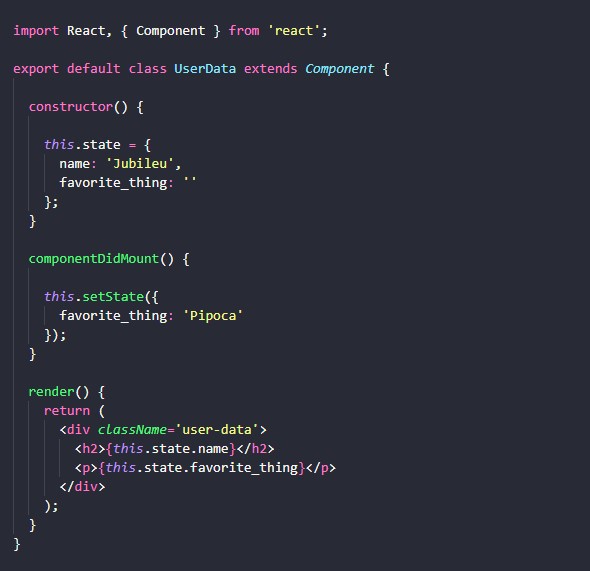 import React, { Component } from 'react';
export default class UserData extends Component {
constructor() {
this.state = {
name: 'Jubileu',
favorite_thing: ''
};
}
componentDidMount() {
this.setState({
favorite_thing: 'Pipoca'
});
}
render() {
return (
<div className='user-data'>
<h2>{this.state.name}</h2>
<p>{this.state.favorite_thing}</p>
</div>
);
}
}